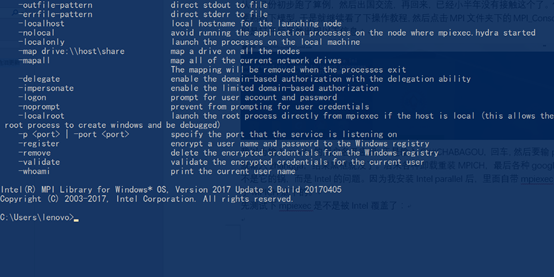 -outfile-pattern direct stdout to file
-errfile-pattern direct stderr to file
-localhost local hostname for the launching node
-nolocal avoid running the application processes on the node where mpiexec.hydra started
-localonly launch the processes on the local machine
-map drive:\\host\share map a drive on all the nodes
-mapall map all of the current network drives
The mapping will be removed when the processes exit
-delegate enable the domain-based authorization with the delegation ability
-impersonate enable the limited domain-based authorization
-logon prompt for user account and password
-noprompt prevent from prompting for user credentials
-localroot launch the root process directly from mpiexec if the host is local (this allows the
root process to create windows and be debugged)
-p <port> | -port <port> specify the port that the service is listening on
-register encrypt a user name and password to the Windows registry
-remove delete the encrypted credentials from the Windows registry
-validate validate the encrypted credentials for the current user
-whoami print the current user name
Intel(R) MPI Library for Windows* OS, Version 2017 Update 3 Build 20170405
Copyright (C) 2003-2017, Intel Corporation. All rights reserved.
C:\Users\lenovo>